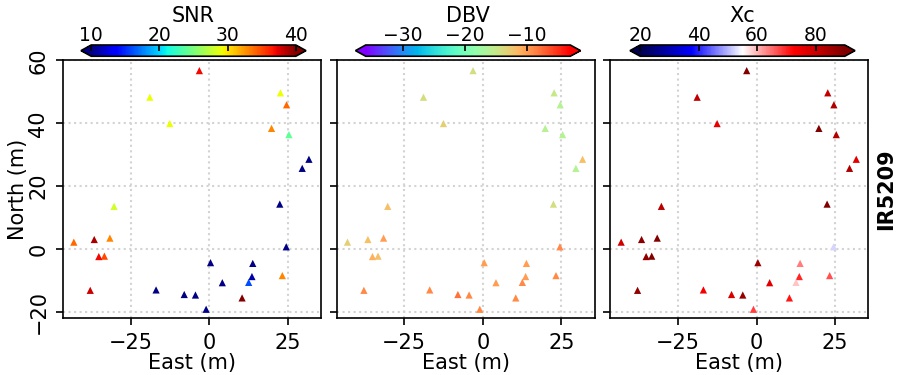 SNR DBV Xc
10 20 30 40 −30 −20 −10 20 40 60 80
60
40
20
0
−20
North (m)
−25 0 25 −25 0 25 −25 0 25
East (m) East (m) East (m)
IR5209